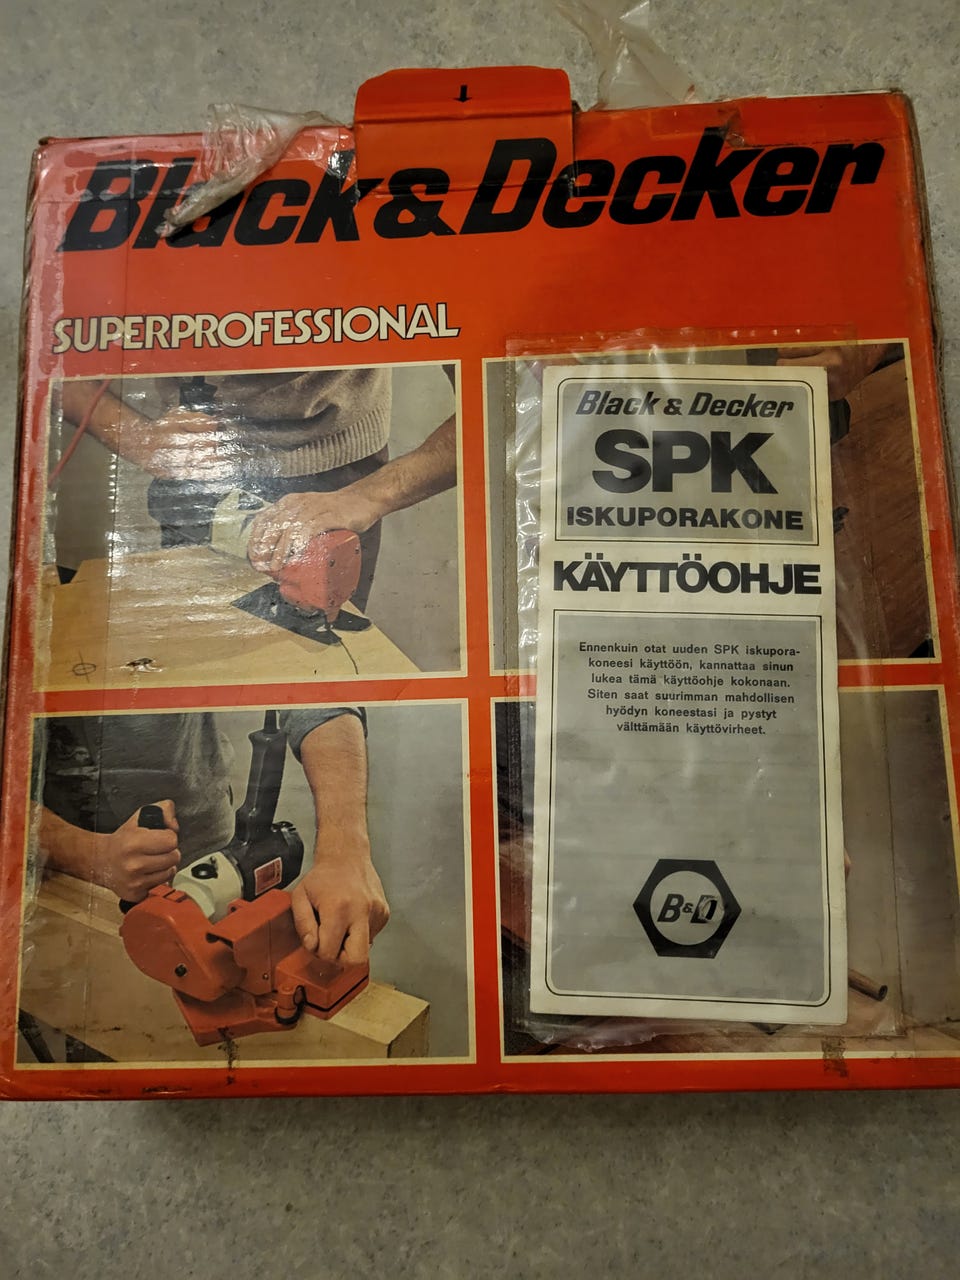 Black & Decker
SUPERPROFESSIONAL
Black & Decker
SPK
ISKUPORAKONE
KÄYTTÖOHJE
Ennenkuin otat uuden SPK iskupora-
koneesi käyttöön, kannattaa sinun
lukea tämä käyttöohje kokonaan.
Siten saat suurimman mahdollisen
hyödyn koneestasi ja pystyt
välttämään käyttövirheet.
B&D